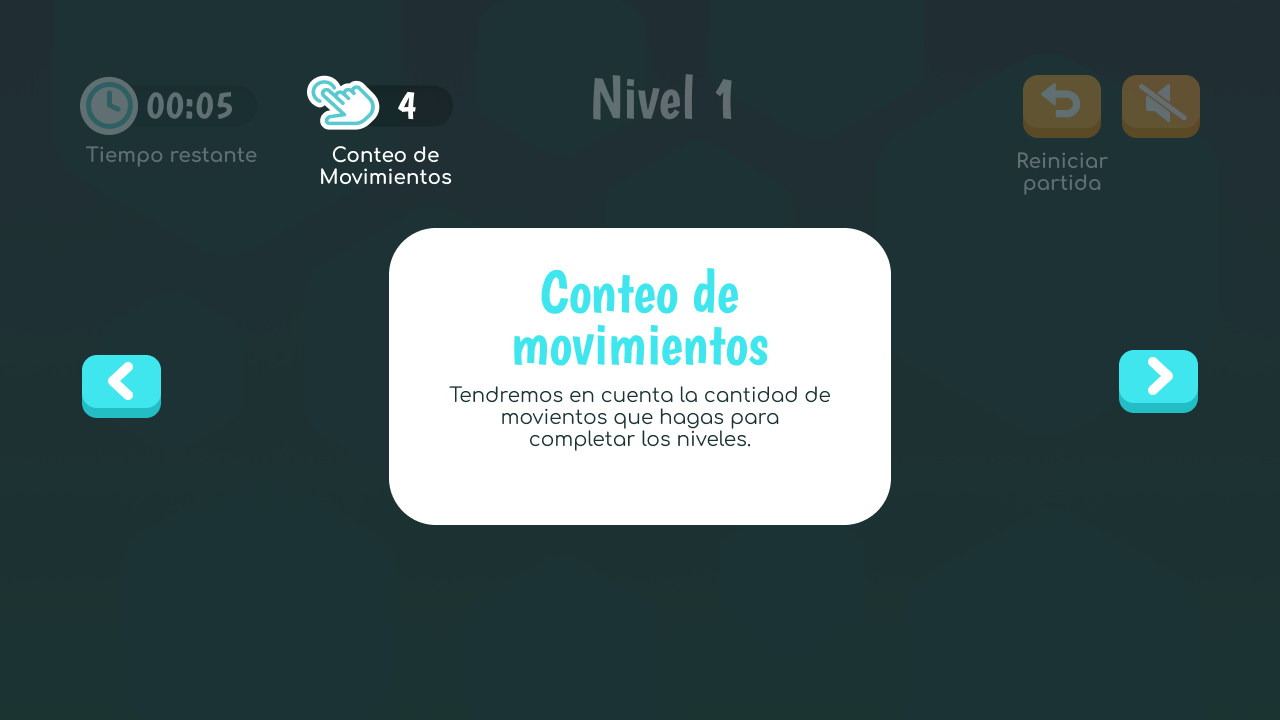 00:05
Tiempo restante
4
Conteo de
Movimientos
Nivel 1
Reiniciar
partida
Conteo de
movimientos
Tendremos en cuenta la cantidad de
movientos que hagas para
completar los niveles.